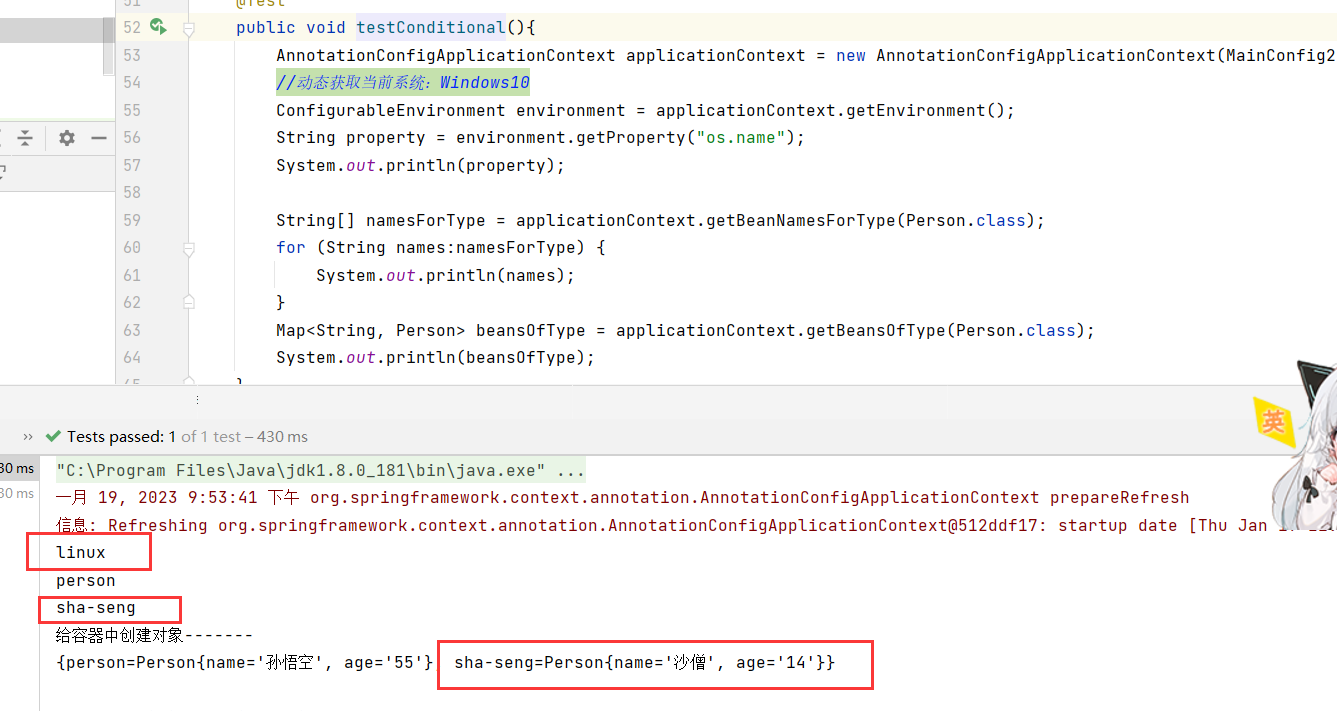 51 @Test
52 public void testConditional(){
53 AnnotationConfigApplicationContext applicationContext = new AnnotationConfigApplicationContext(MainConfig2
54 //动态获取当前系统：Windows10
55 ConfigurableEnvironment environment = applicationContext.getEnvironment();
56 String property = environment.getProperty("os.name");
57 System.out.println(property);
58
59 String[] namesForType = applicationContext.getBeanNamesForType(Person.class);
60 for (String names:namesForType) {
61 System.out.println(names);
62 }
63 Map<String, Person> beansOfType = applicationContext.getBeansOfType(Person.class);
64 System.out.println(beansOfType);
65 }
英
» Tests passed: 1 of 1 test – 430 ms
30 ms "C:\Program Files\Java\jdk1.8.0_181\bin\java.exe" ...
30 ms 一月 19, 2023 9:53:41 下午 org.springframework.context.annotation.AnnotationConfigApplicationContext prepareRefresh
信息: Refreshing org.springframework.context.annotation.AnnotationConfigApplicationContext@512ddf17: startup date [Thu Jan
linux
person
sha-seng
给容器中创建对象-------
{person=Person{name='孙悟空', age='55'} sha-seng=Person{name='沙僧', age='14'}}